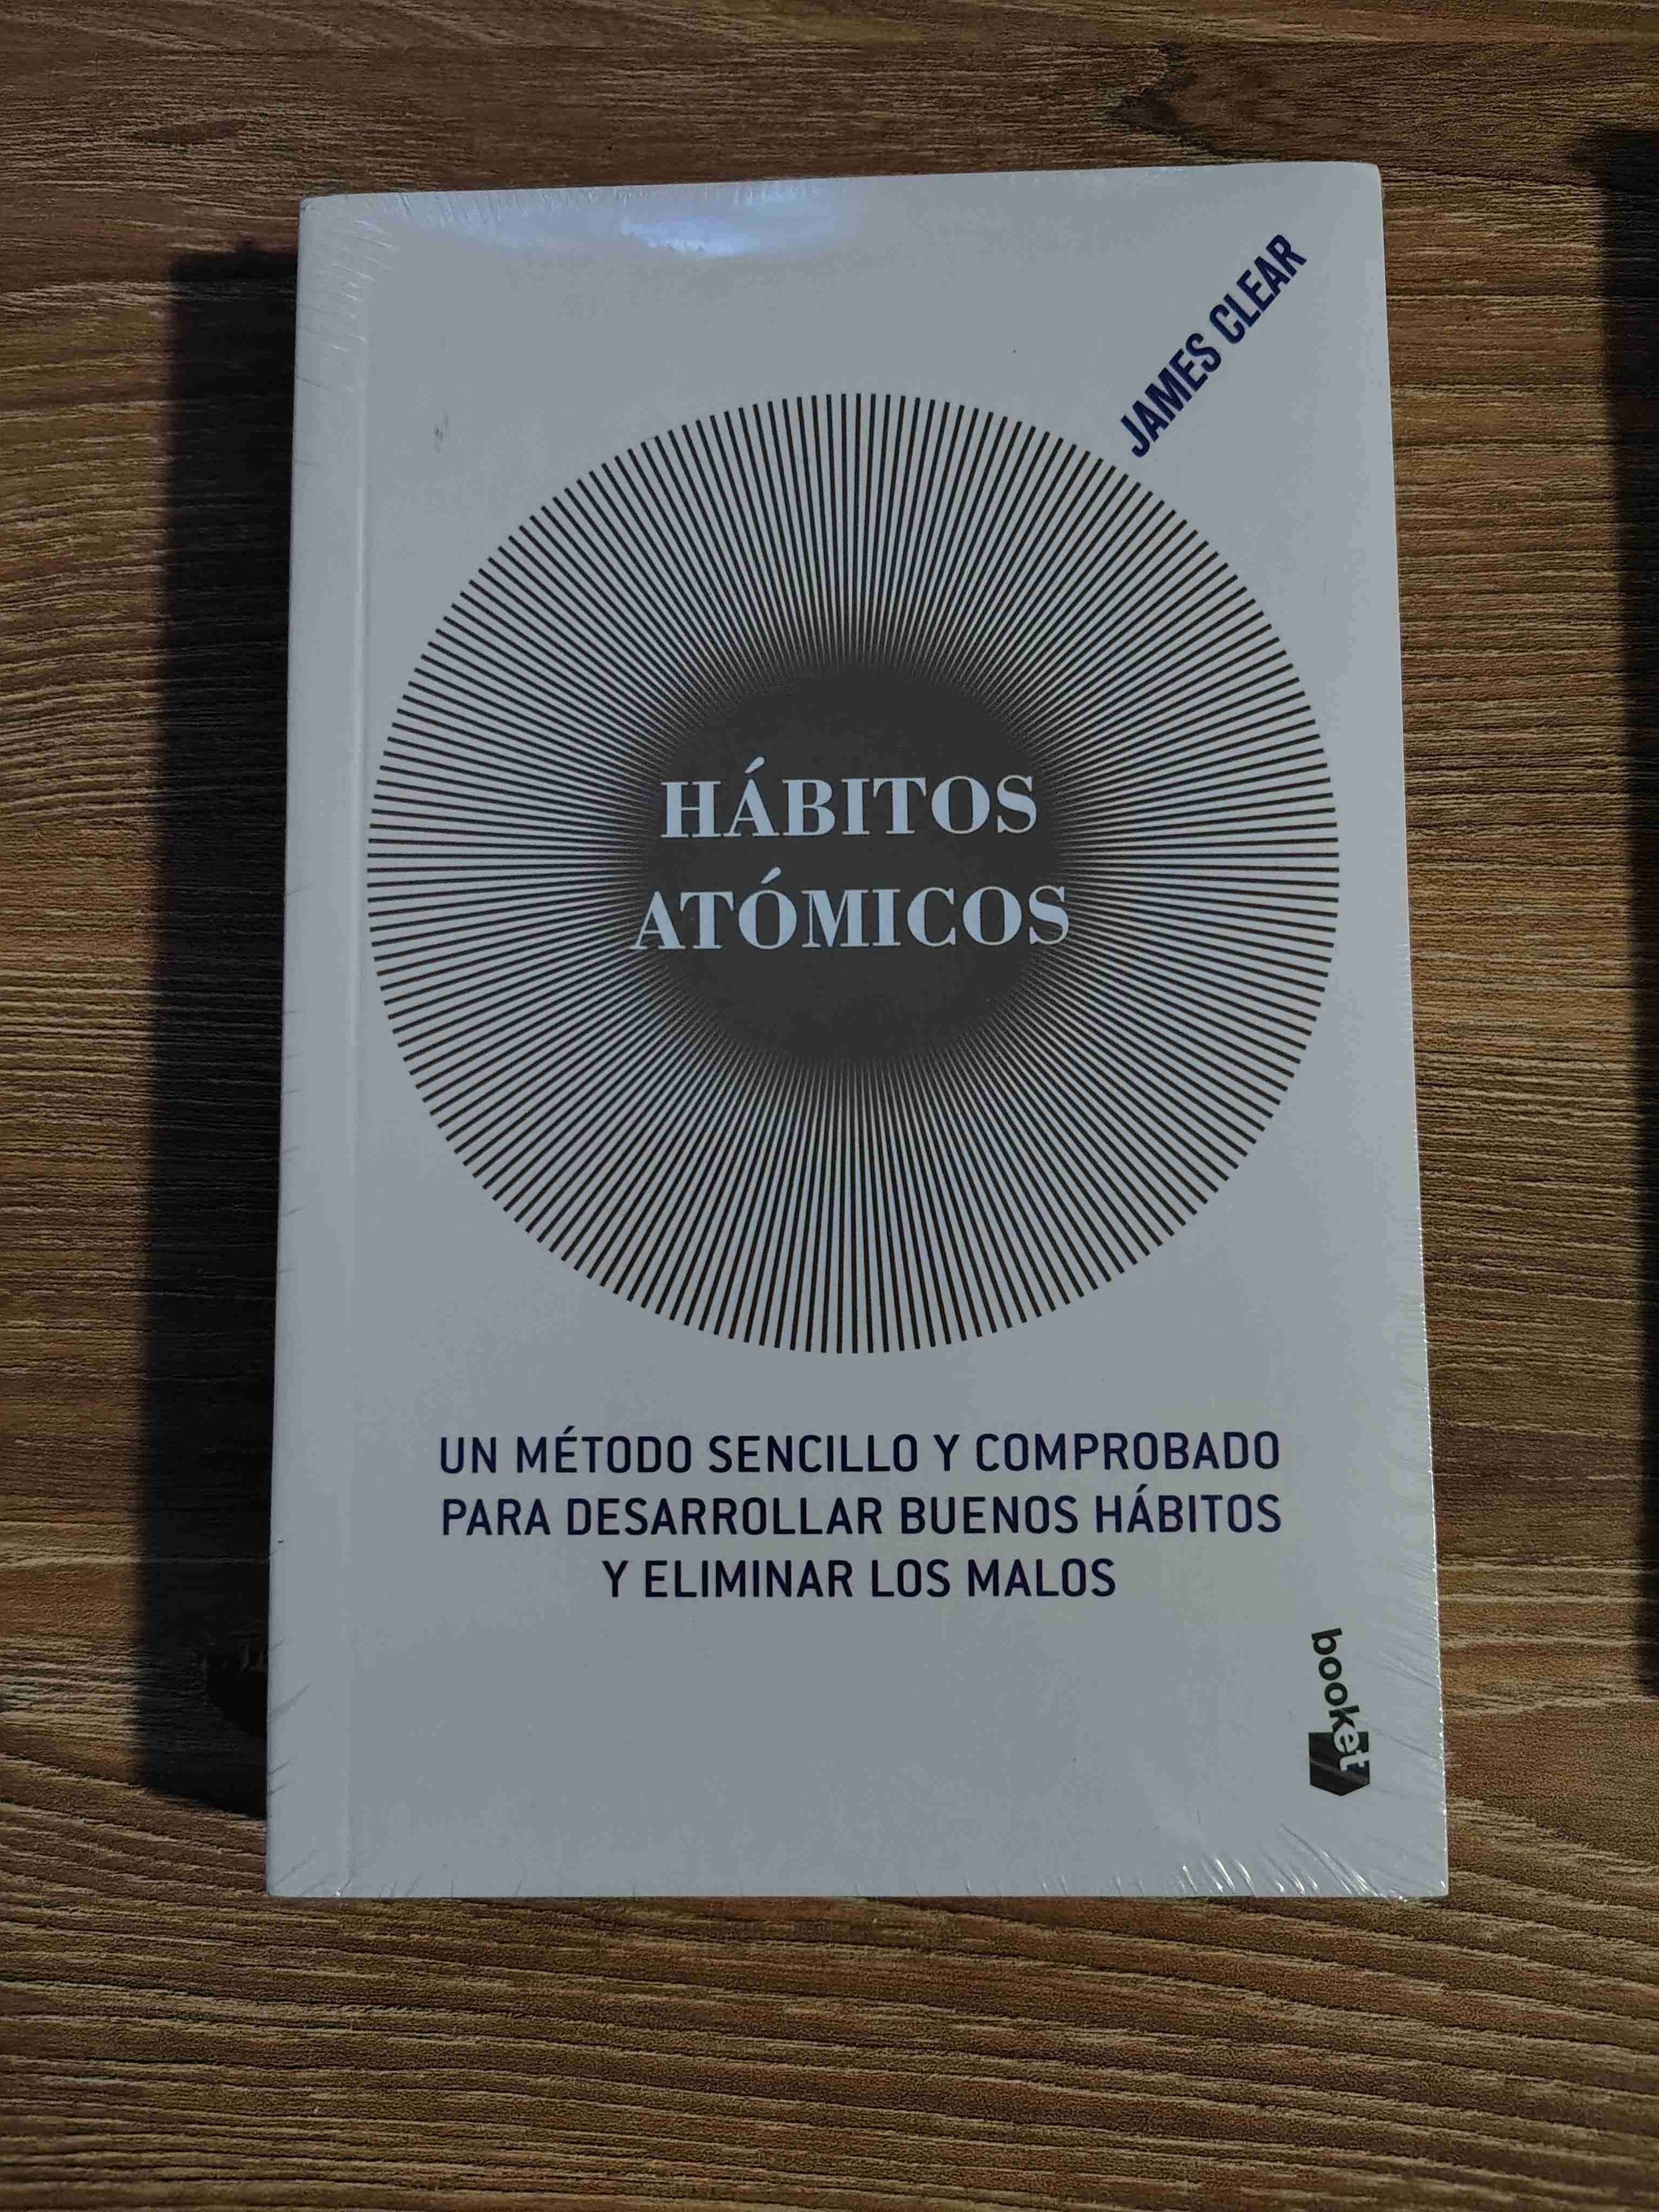 JAMES CLEAR
HÁBITOS
ATÓMICOS
UN MÉTODO SENCILLO Y COMPROBADO
PARA DESARROLLAR BUENOS HÁBITOS
Y ELIMINAR LOS MALOS
booket